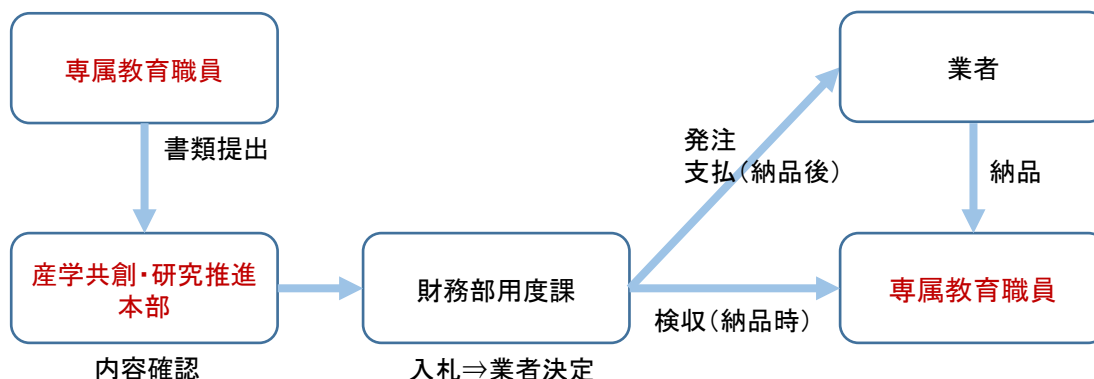 専属教育職員
業者
書類提出
発注
支払(納品後)
納品
産学共創・研究推進
本部
財務部用度課
専属教育職員
検収(納品時)
内容確認
入札⇒業者決定